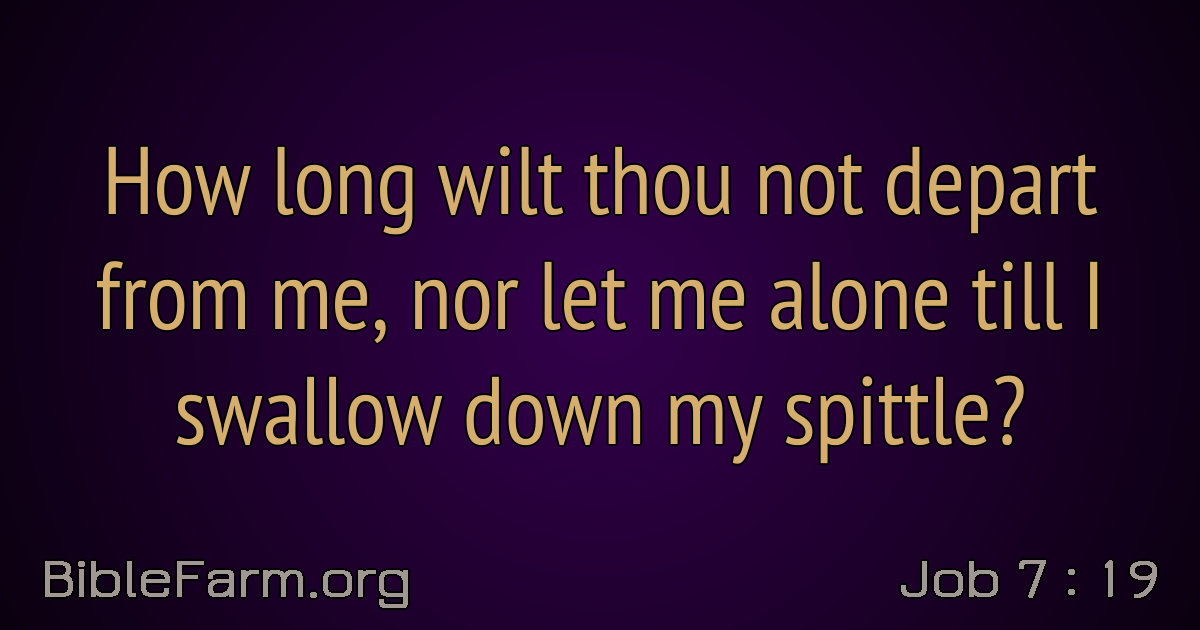 How long wilt thou not depart
from me, nor let me alone till I
swallow down my spittle?
BibleFarm.org
Job 7 : 19